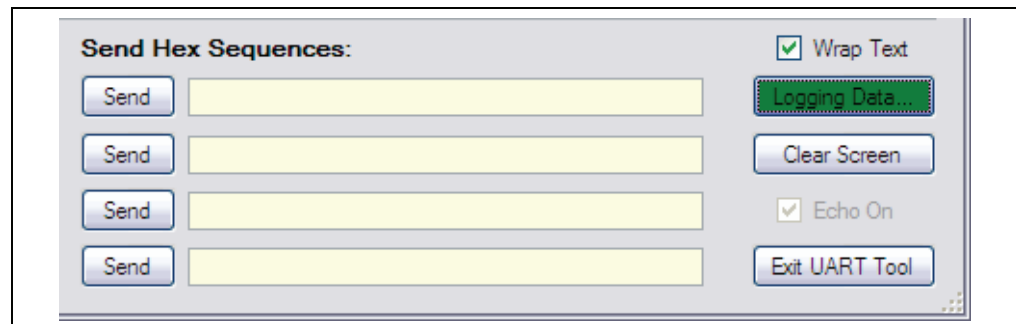 Send Hex Sequences: Wrap Text
Send Logging Data...
Send Clear Screen
Send Echo On
Send Exit UART Tool